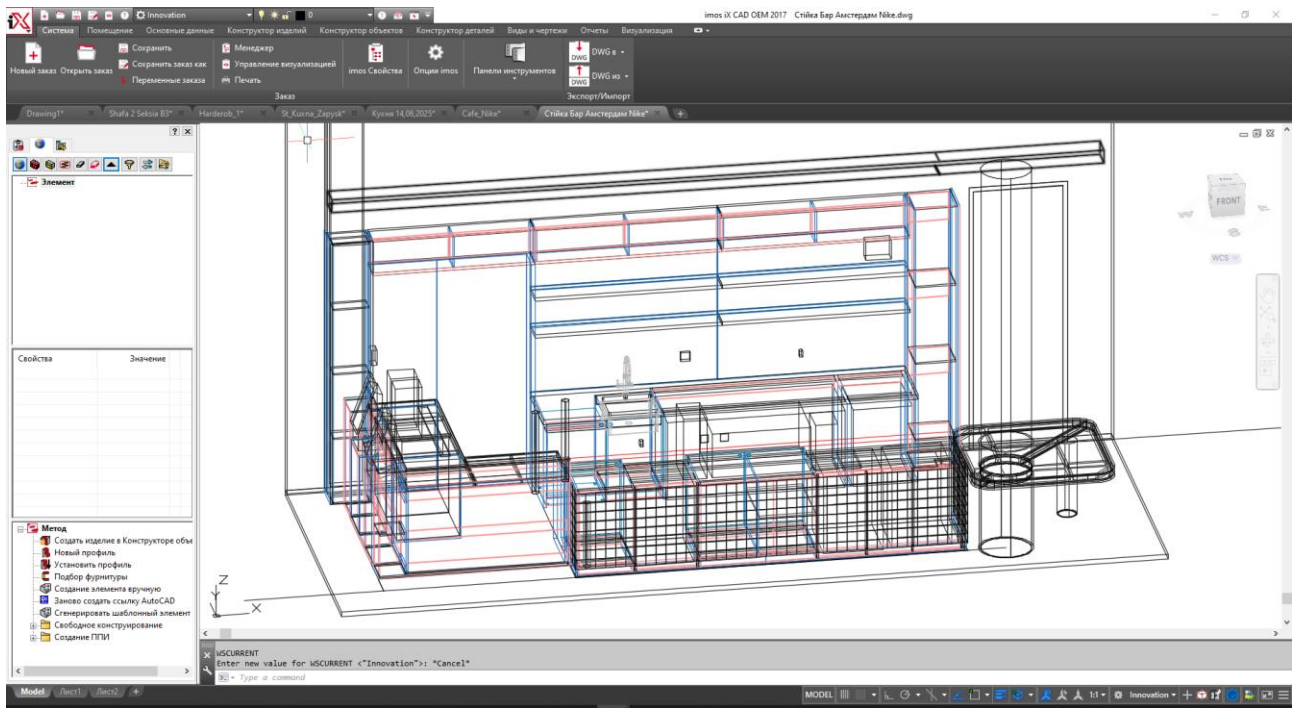 iX Innovation 0 imos iX CAD OEM 2017 Стійка Бар Амстердам Nike.dwg
Система Помещение Основные данные Конструктор изделий Конструктор объектов Конструктор деталей Виды и чертежи Отчеты Визуализация
Новый заказ
Открыть заказ
Сохранить
Сохранить заказ как
Переменные заказа
Менеджер
Управление визуализацией
Печать
imos Свойства
Опции imos
Панели инструментов
DWG DWG в
DWG DWG из
Заказ
Экспорт/Импорт
Drawing1* Shafa 2 Seksia B3* Harderob_1* St_Kuxna_Zapysk* Кухня 14,06,2025* Cafe_Nike* Стійка Бар Амстердам Nike*
Элемент
Свойства Значение
Метод
Создать изделие в Конструкторе объе
Новый профиль
Установить профиль
Подбор фурнитуры
Создание элемента вручную
Заново создать ссылку AutoCAD
Сгенерировать шаблонный элемент
Свободное конструирование
Создание ППИ
FRONT
WCS
Z
Y
X
WSCURRENT
Enter new value for WSCURRENT <"Innovation">: *Cancel*
Type a command
Model Лист1 Лист2 +
MODEL 1:1 Innovation